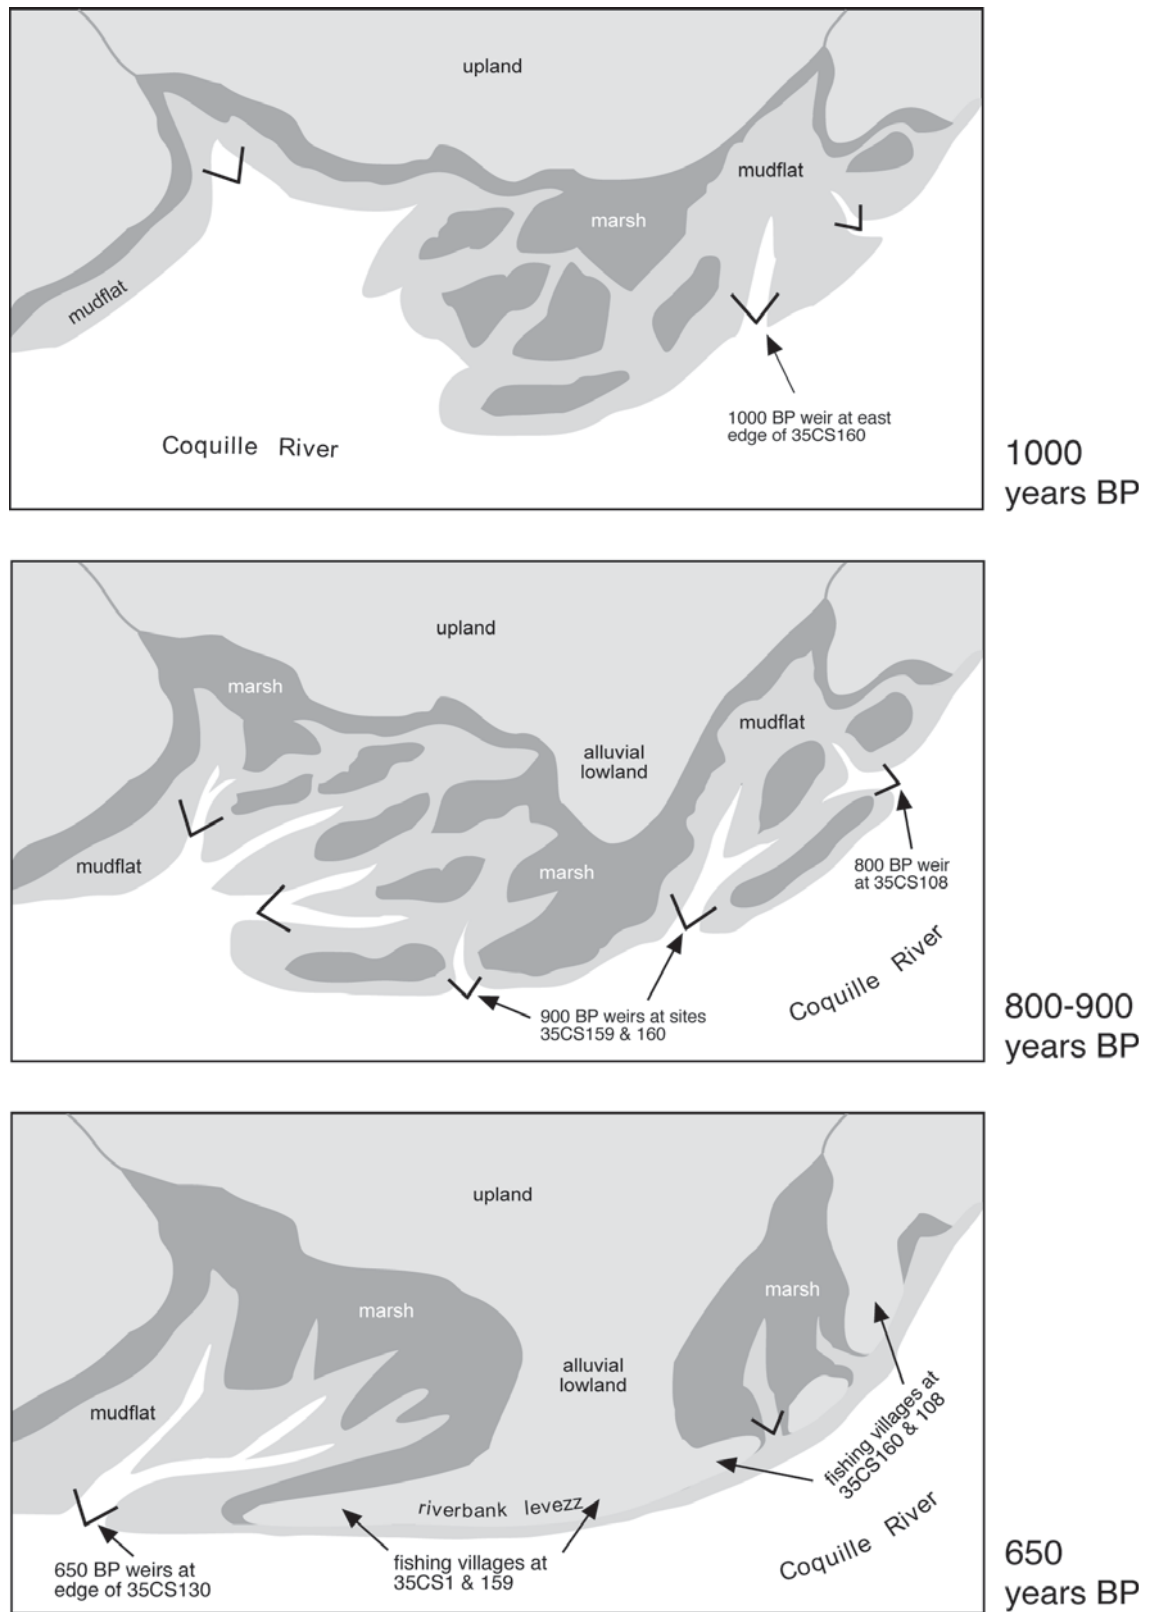 upland
mudflat
marsh
mudflat
1000 BP weir at east
edge of 35CS160
Coquille River
1000
years BP
upland
marsh
mudflat
alluvial
lowland
mudflat
marsh
800 BP weir
at 35CS108
Coquille River
900 BP weirs at sites
35CS159 & 160
800-900
years BP
upland
marsh
marsh
alluvial
lowland
mudflat
fishing villages at
35CS160 & 108
riverbank levezz
Coquille River
fishing villages at
35CS1 & 159
650 BP weirs at
edge of 35CS130
650
years BP